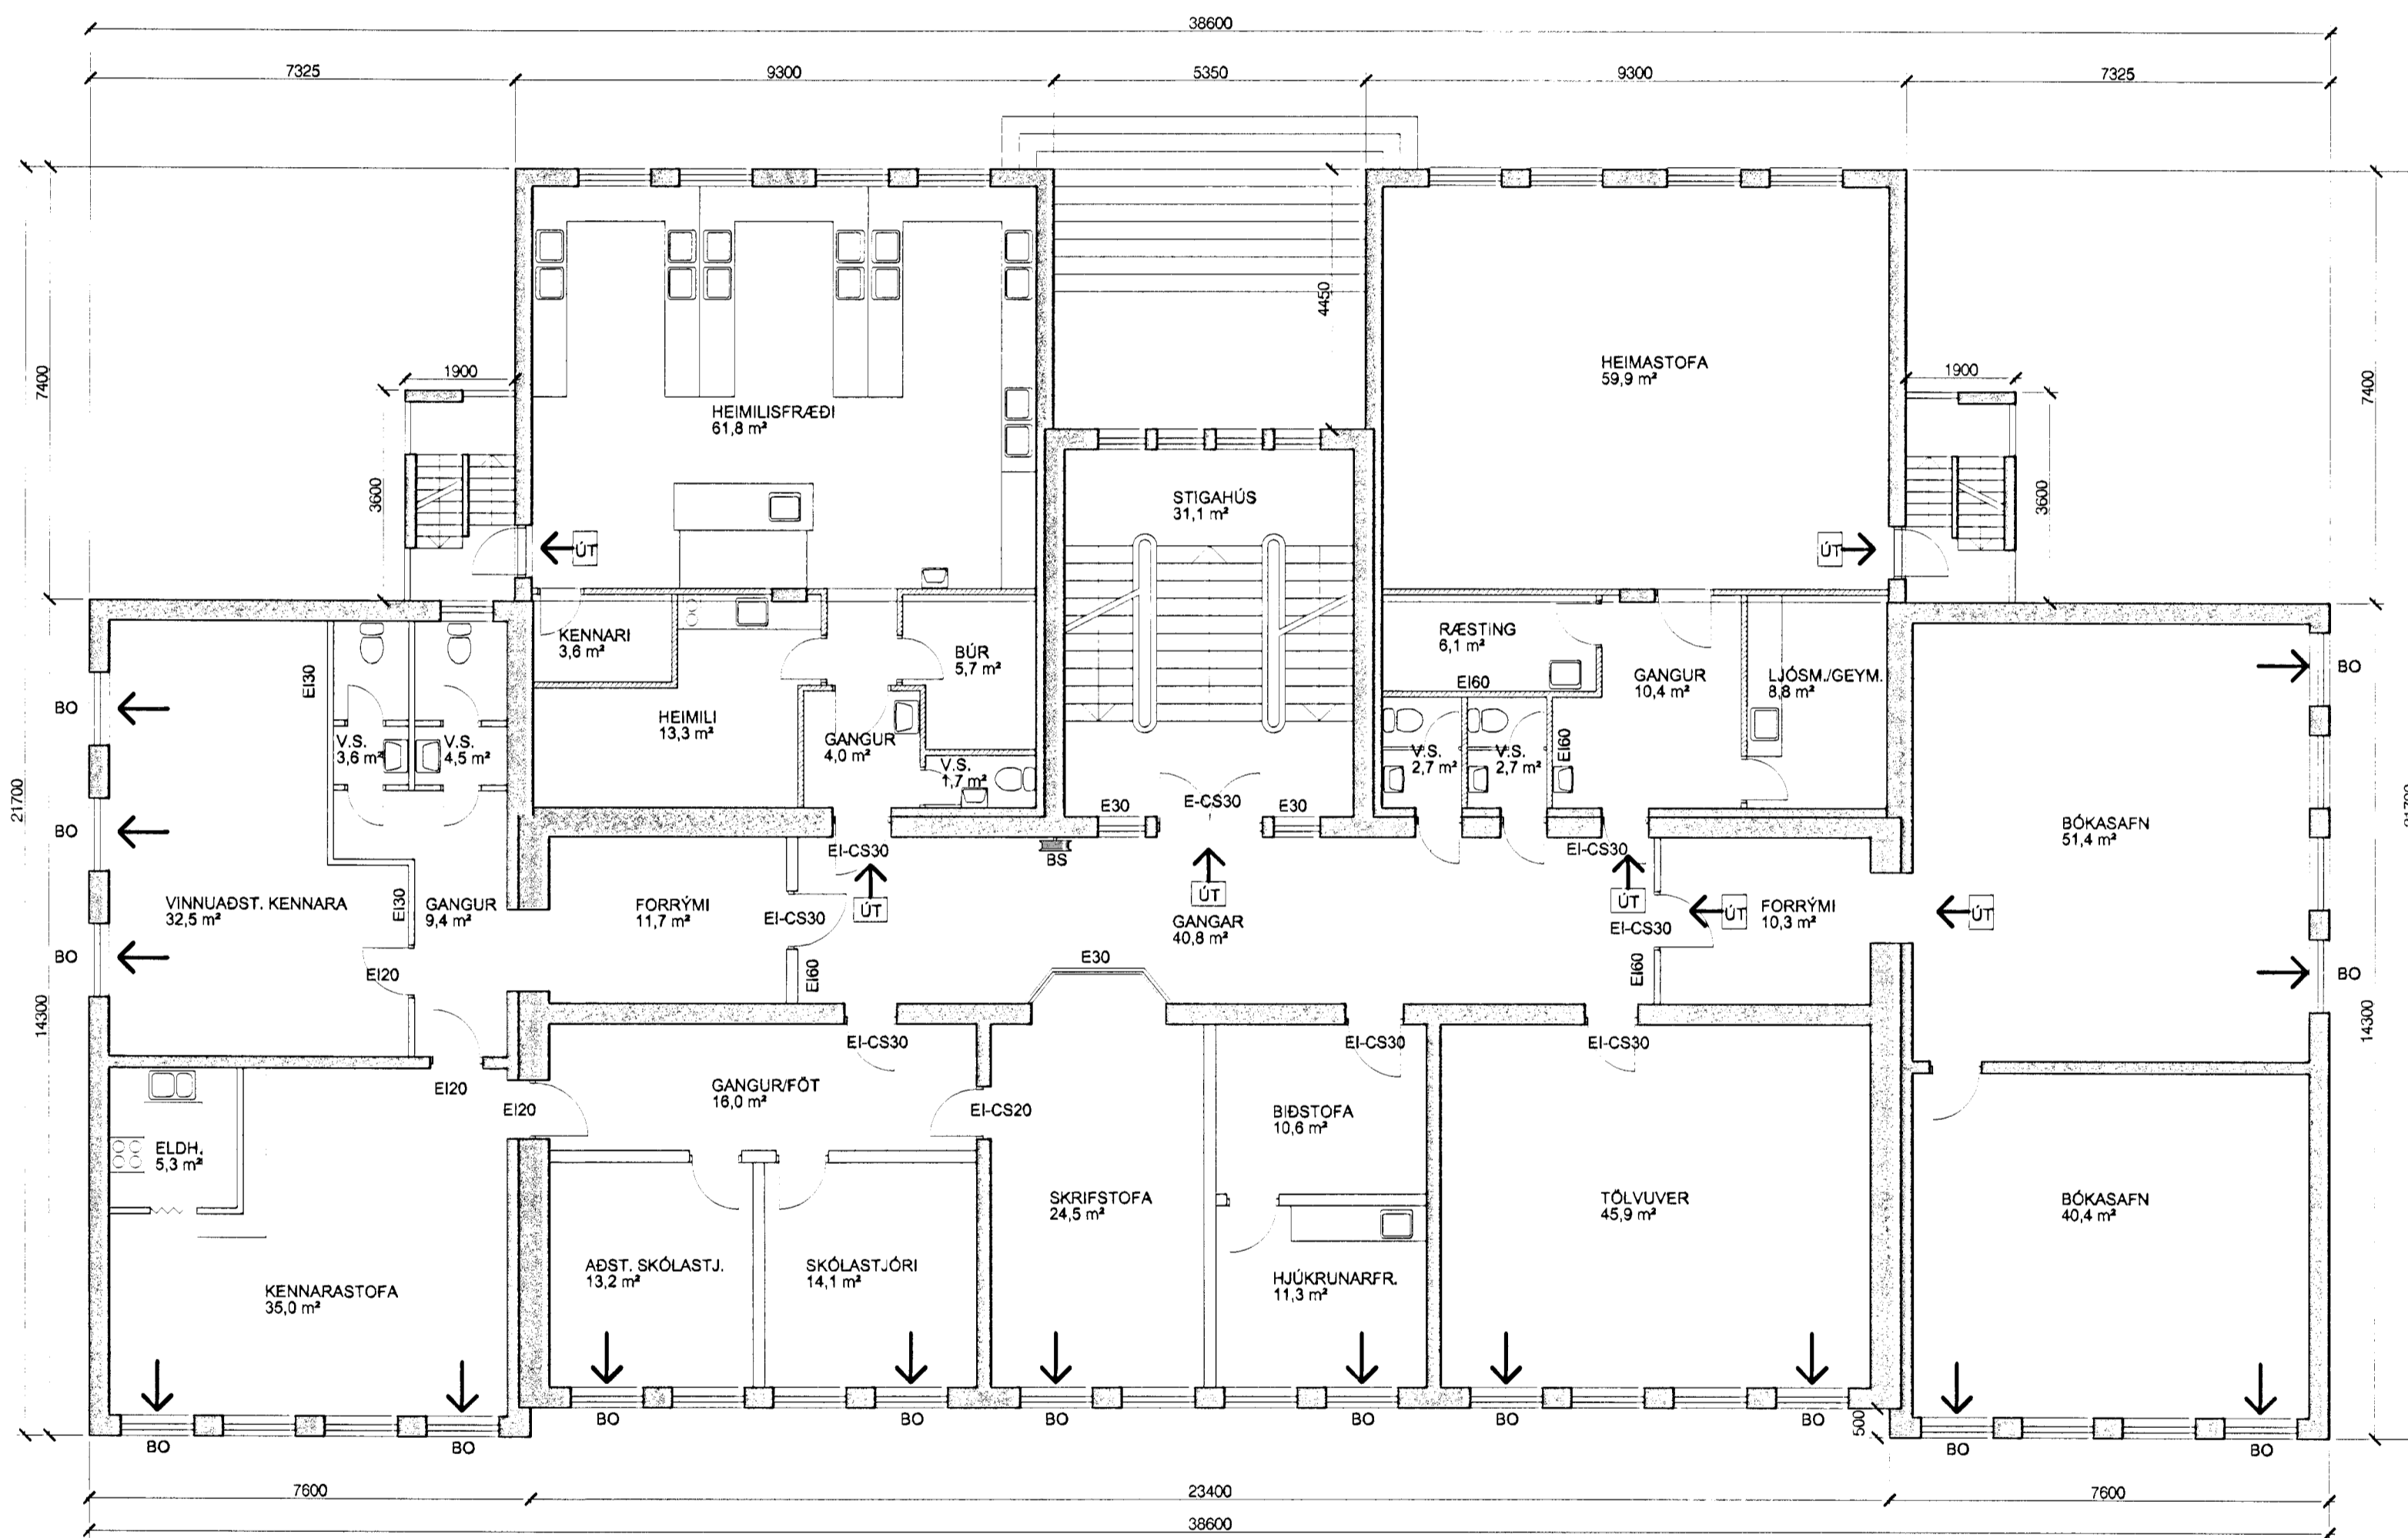 38600
7325
9300
5350
9300
7325
4450
7400
7400
1900
1900
3600
3600
HEIMASTOFA
59,9 m²
HEIMILISFRÆÐI
61,8 m²
STIGAHÚS
31,1 m²
ÚT
ÚT
KENNARI
3,6 m²
BÚR
5,7 m²
RÆSTING
6,1 m²
EI60
GANGUR
10,4 m²
LJÓSM./GEYM.
8,8 m²
BO
BO
EI30
HEIMILI
13,3 m²
GANGUR
4,0 m²
V.S.
3,6 m²
V.S.
4,5 m²
V.S.
1,7 m²
V.S.
2,7 m²
V.S.
2,7 m²
EI60
E30
E-CS30
E30
BO
21700
BÓKASAFN
51,4 m²
EI-CS30
BS
EI-CS30
VINNUAÐST. KENNARA
32,5 m²
EI30
GANGUR
9,4 m²
FORRÝMI
11,7 m²
EI-CS30
ÚT
ÚT
GANGAR
40,8 m²
ÚT
EI-CS30
ÚT
FORRÝMI
10,3 m²
ÚT
BO
EI20
EI60
E30
EI60
BO
14300
14300
EI-CS30
EI-CS30
EI-CS30
EI20
EI20
GANGUR/FÖT
16,0 m²
EI-CS20
BIÐSTOFA
10,6 m²
ELDH.
5,3 m²
SKRIFSTOFA
24,5 m²
TÖLVUVER
45,9 m²
BÓKASAFN
40,4 m²
KENNARASTOFA
35,0 m²
AÐST. SKÓLASTJ.
13,2 m²
SKÓLASTJÓRI
14,1 m²
HJÚKRUNARFR.
11,3 m²
BO
BO
BO
BO
BO
BO
500
BO
BO
BO
BO
7600
23400
7600
38600